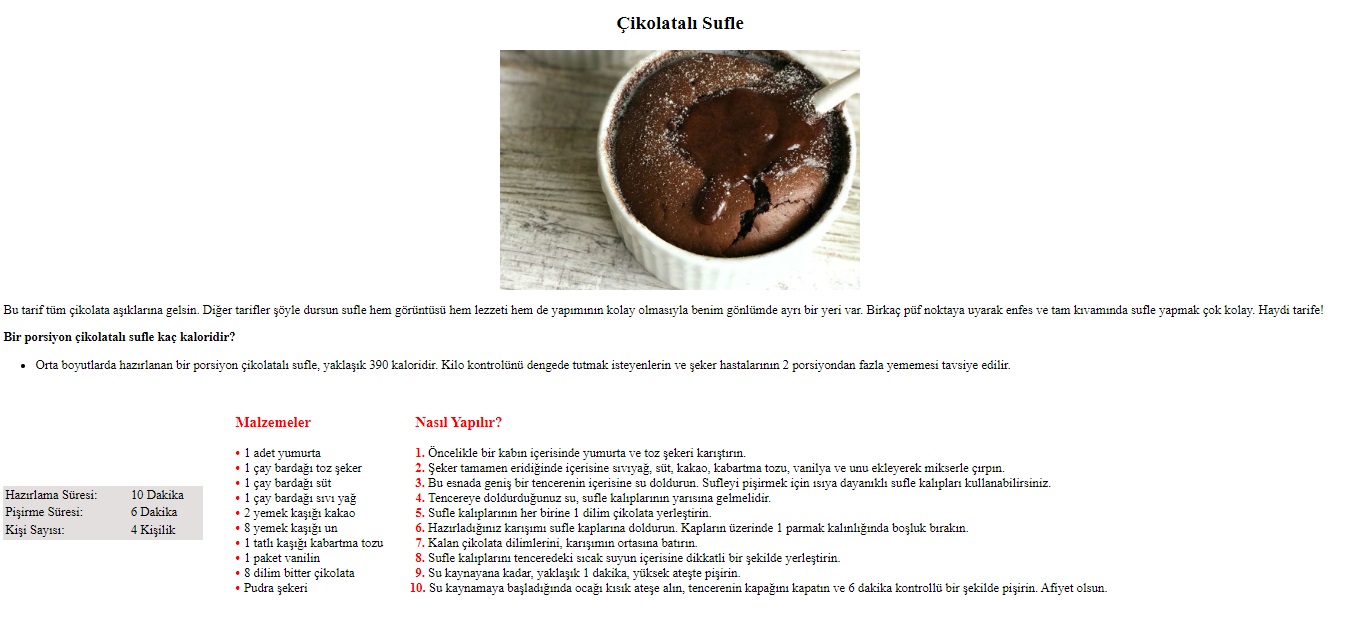 Çikolatalı Sufle
Bu tarif tüm çikolata aşıklarına gelsin. Diğer tarifler şöyle dursun sufle hem görüntüsü hem lezzeti hem de yapımının kolay olmasıyla benim gönlümde ayrı bir yeri var. Birkaç püf noktaya uyarak enfes ve tam kıvamında sufle yapmak çok kolay. Haydi tarife!
Bir porsiyon çikolatalı sufle kaç kaloridir?
• Orta boyutlarda hazırlanan bir porsiyon çikolatalı sufle, yaklaşık 390 kaloridir. Kilo kontrolünü dengede tutmak isteyenlerin ve şeker hastalarının 2 porsiyondan fazla yememesi tavsiye edilir.
Hazırlama Süresi: 10 Dakika
Pişirme Süresi: 6 Dakika
Kişi Sayısı: 4 Kişilik
Malzemeler
• 1 adet yumurta
• 1 çay bardağı toz şeker
• 1 çay bardağı süt
• 1 çay bardağı sıvı yağ
• 2 yemek kaşığı kakao
• 8 yemek kaşığı un
• 1 tatlı kaşığı kabartma tozu
• 1 paket vanilin
• 8 dilim bitter çikolata
• Pudra şekeri
Nasıl Yapılır?
1. Öncelikle bir kabın içerisinde yumurta ve toz şekeri karıştırın.
2. Şeker tamamen eridiğinde içerisine sıvıyağ, süt, kakao, kabartma tozu, vanilya ve unu ekleyerek mikserle çırpın.
3. Bu esnada geniş bir tencerenin içerisine su doldurun. Sufleyi pişirmek için ısıya dayanıklı sufle kalıpları kullanabilirsiniz.
4. Tencereye doldurduğunuz su, sufle kalıplarının yarısına gelmelidir.
5. Sufle kalıplarının her birine 1 dilim çikolata yerleştirin.
6. Hazırladığınız karışımı sufle kaplarına doldurun. Kapların üzerinde 1 parmak kalınlığında boşluk bırakın.
7. Kalan çikolata dilimlerini, karışımın ortasına batırın.
8. Sufle kalıplarını tenceredeki sıcak suyun içerisine dikkatli bir şekilde yerleştirin.
9. Su kaynayana kadar, yaklaşık 1 dakika, yüksek ateşte pişirin.
10. Su kaynamaya başladığında ocağı kısık ateşe alın, tencerenin kapağını kapatın ve 6 dakika kontrollü bir şekilde pişirin. Afiyet olsun.